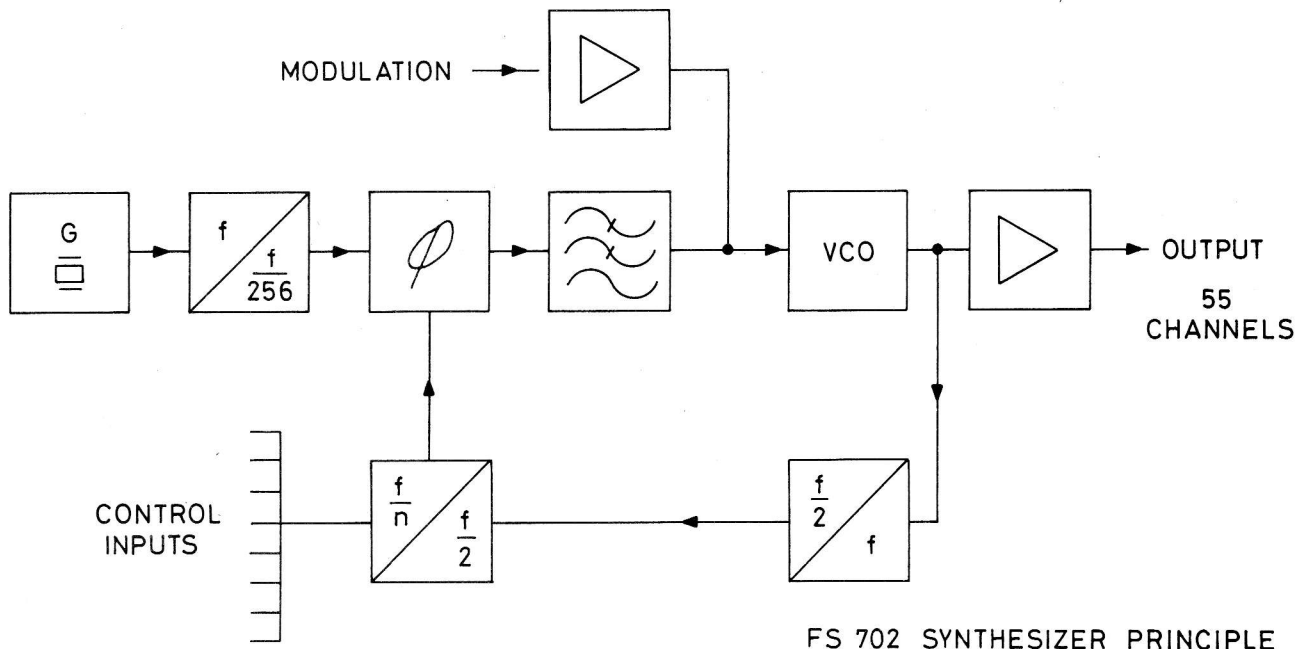 MODULATION
G
f
f
256
φ
VCO
OUTPUT
55
CHANNELS
CONTROL
INPUTS
f
n
f
2
f
2
f
FS 702 SYNTHESIZER PRINCIPLE